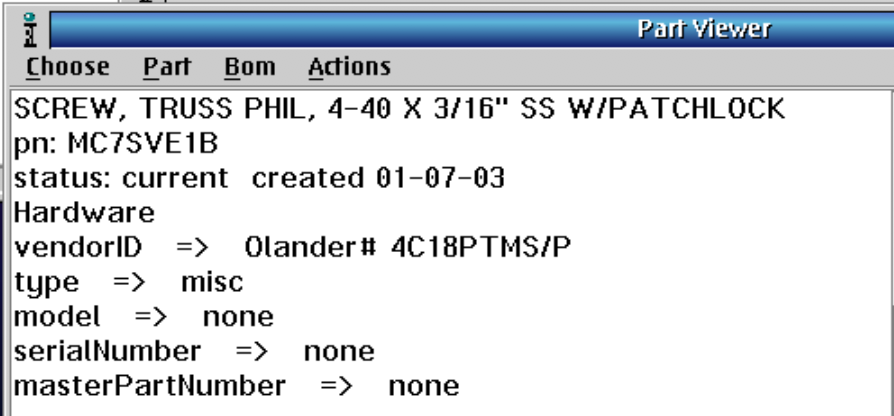 Part Viewer
Choose Part Bom Actions
SCREW, TRUSS PHIL, 4-40 X 3/16" SS W/PATCHLOCK
pn: MC7SVE1B
status: current created 01-07-03
Hardware
vendorID => Olander# 4C18PTMS/P
type => misc
model => none
serialNumber => none
masterPartNumber => none